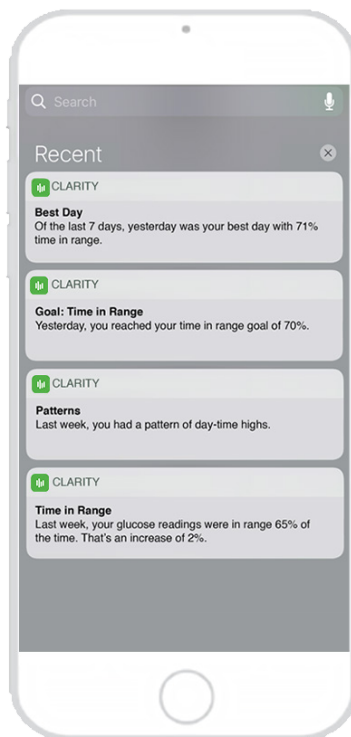 Search
Recent
CLARITY
Best Day
Of the last 7 days, yesterday was your best day with 71%
time in range.
CLARITY
Goal: Time in Range
Yesterday, you reached your time in range goal of 70%.
CLARITY
Patterns
Last week, you had a pattern of day-time highs.
CLARITY
Time in Range
Last week, your glucose readings were in range 65% of
the time. That's an increase of 2%.